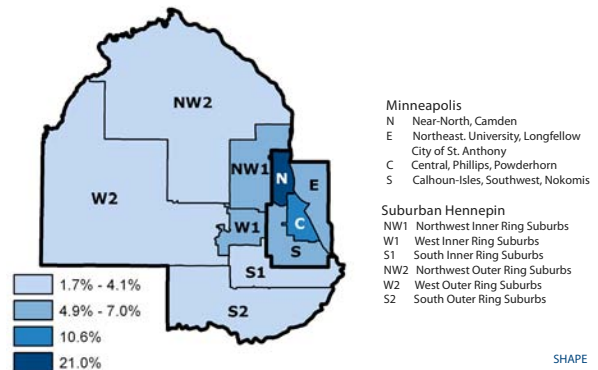 NW2
NW1
N
E
W2
W1
C
S
S1
S2
1.7% - 4.1%
4.9% - 7.0%
10.6%
21.0%
Minneapolis
N Near-North, Camden
E Northeast. University, Longfellow
City of St. Anthony
C Central, Phillips, Powderhorn
S Calhoun-Isles, Southwest, Nokomis
Suburban Hennepin
NW1 Northwest Inner Ring Suburbs
W1 West Inner Ring Suburbs
S1 South Inner Ring Suburbs
NW2 Northwest Outer Ring Suburbs
W2 West Outer Ring Suburbs
S2 South Outer Ring Suburbs
SHAPE